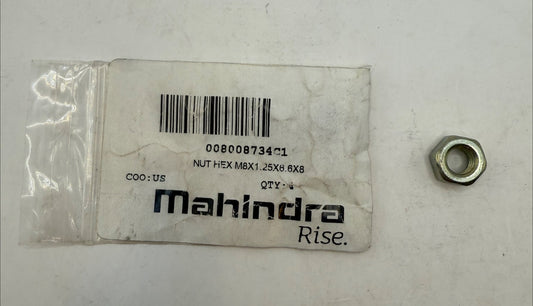 008008734C1
NUT HEX M8X1.25X6.6X8
COO:US QTY:
Mahindra
Rise.